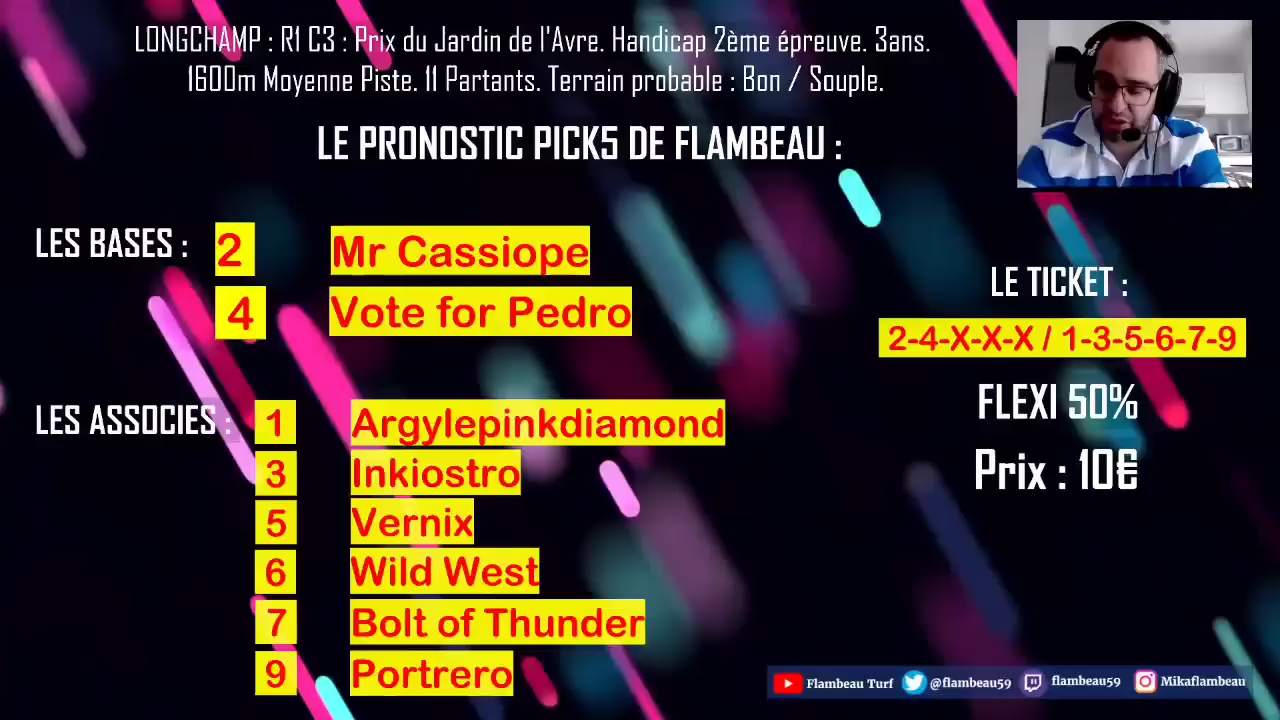 LONGCHAMP : R1 C3 : Prix du Jardin de l'Avre. Handicap 2ème épreuve. 3ans.
1600m Moyenne Piste. 11 Partants. Terrain probable : Bon / Souple.
LE PRONOSTIC PICK5 DE FLAMBEAU :
LES BASES : 2 Mr Cassiope
4 Vote for Pedro
LES ASSOCIES : 1 Argylepinkdiamond
3 Inkiostro
5 Vernix
6 Wild West
7 Bolt of Thunder
9 Portrero
LE TICKET :
2-4-X-X-X / 1-3-5-6-7-9
FLEXI 50%
Prix : 10€
Flambeau Turf @flambeau59 flambeau59 Mikaflambeau